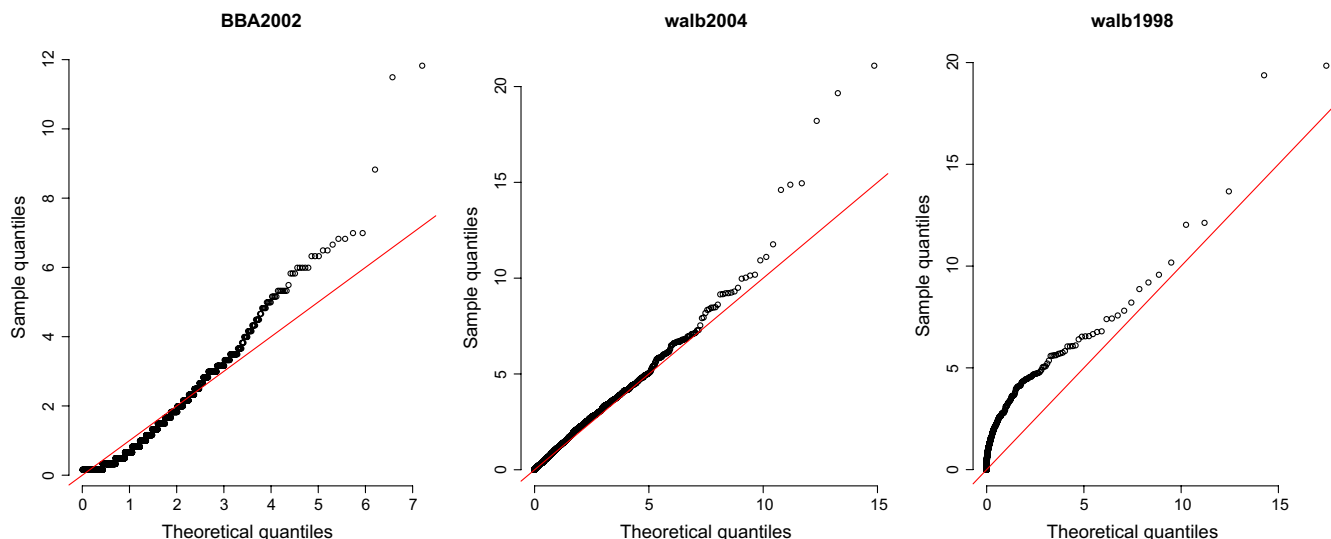 BBA2002
walb2004
walb1998
Sample quantiles
0 2 4 6 8 10 12
0 1 2 3 4 5 6 7
Theoretical quantiles
Sample quantiles
0 5 10 15 20
0 5 10 15
Theoretical quantiles
Sample quantiles
0 5 10 15 20
0 5 10 15
Theoretical quantiles